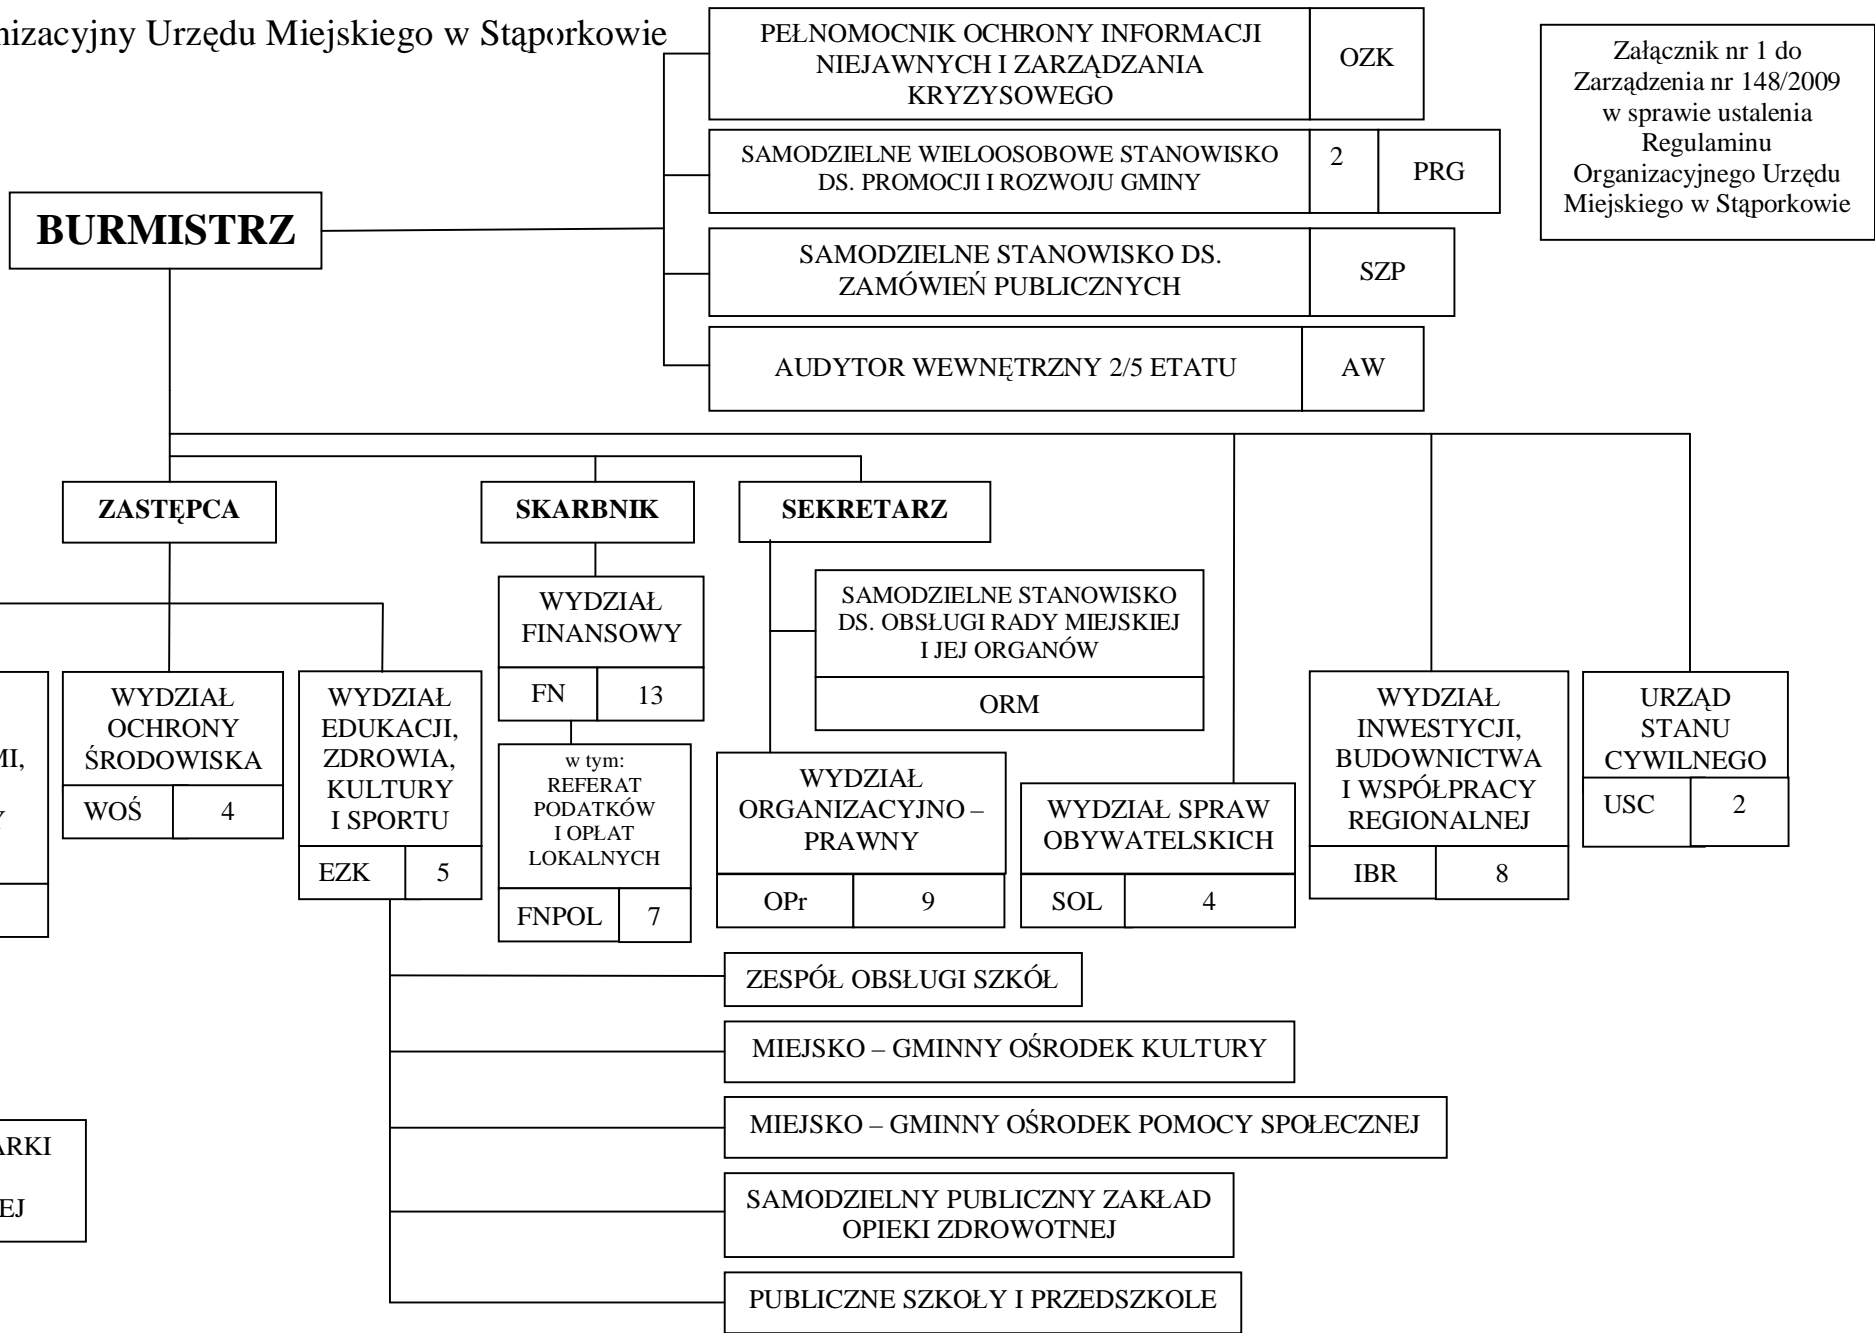 nizacyjny Urzędu Miejskiego w Stąporkowie
PEŁNOMOCNIK OCHRONY INFORMACJI
NIEJAWNYCH I ZARZĄDZANIA
KRYZYSOWEGO
OZK
Załącznik nr 1 do
Zarządzenia nr 148/2009
w sprawie ustalenia
Regulaminu
Organizacyjnego Urzędu
Miejskiego w Stąporkowie
SAMODZIELNE WIELOOSOBOWE STANOWISKO
DS. PROMOCJI I ROZWOJU GMINY
2
PRG
BURMISTRZ
SAMODZIELNE STANOWISKO DS.
ZAMÓWIEŃ PUBLICZNYCH
SZP
AUDYTOR WEWNĘTRZNY 2/5 ETATU
AW
ZASTĘPCA
SKARBNIK
SEKRETARZ
WYDZIAŁ
FINANSOWY
FN
13
SAMODZIELNE STANOWISKO
DS. OBSŁUGI RADY MIEJSKIEJ
I JEJ ORGANÓW
ORM
MI,
Y
WYDZIAŁ
OCHRONY
ŚRODOWISKA
WOŚ
4
WYDZIAŁ
EDUKACJI,
ZDROWIA,
KULTURY
I SPORTU
EZK
5
w tym:
REFERAT
PODATKÓW
I OPŁAT
LOKALNYCH
FNPOL
7
WYDZIAŁ
ORGANIZACYJNO –
PRAWNY
OPr
9
WYDZIAŁ SPRAW
OBYWATELSKICH
SOL
4
WYDZIAŁ
INWESTYCJI,
BUDOWNICTWA
I WSPÓŁPRACY
REGIONALNEJ
IBR
8
URZĄD
STANU
CYWILNEGO
USC
2
ZESPÓŁ OBSŁUGI SZKÓŁ
MIEJSKO – GMINNY OŚRODEK KULTURY
MIEJSKO – GMINNY OŚRODEK POMOCY SPOŁECZNEJ
ARKI
EJ
SAMODZIELNY PUBLICZNY ZAKŁAD
OPIEKI ZDROWOTNEJ
PUBLICZNE SZKOŁY I PRZEDSZKOLE